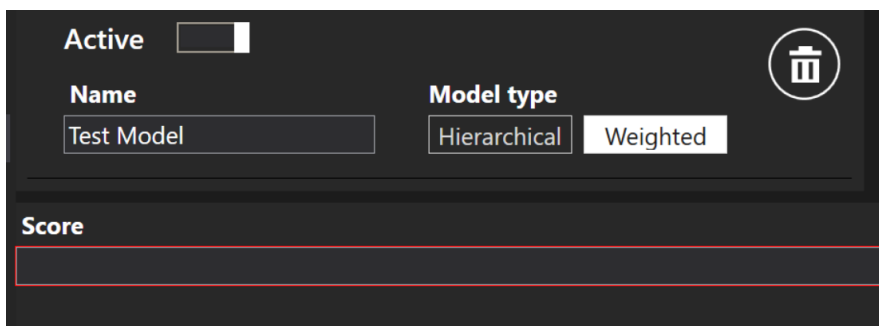 Active
Name
Model type
Test Model
Hierarchical
Weighted
Score